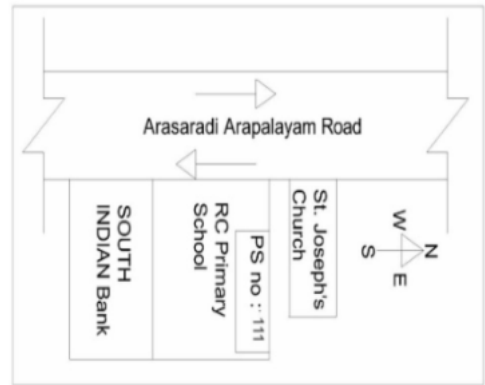 Arasaradi Arapalayam Road
SOUTH
INDIAN Bank
RC Primary
School
PS no : 111
St. Joseph's
Church
W
N
S
E